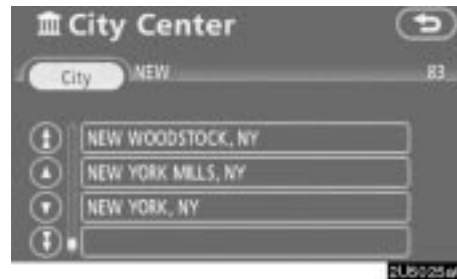 City Center
City NEW 83
NEW WOODSTOCK, NY
NEW YORK MILLS, NY
NEW YORK, NY
2U5025a